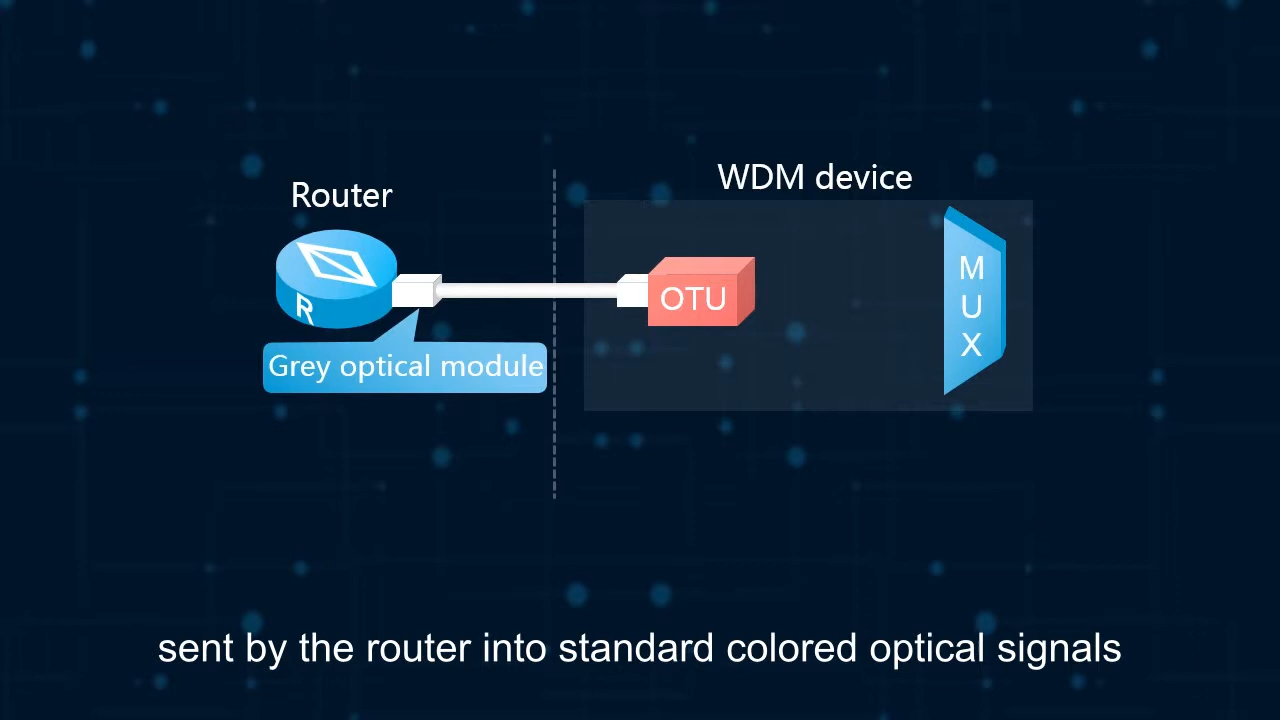 WDM device
Router
R
OTU
M
U
X
Grey optical module
sent by the router into standard colored optical signals